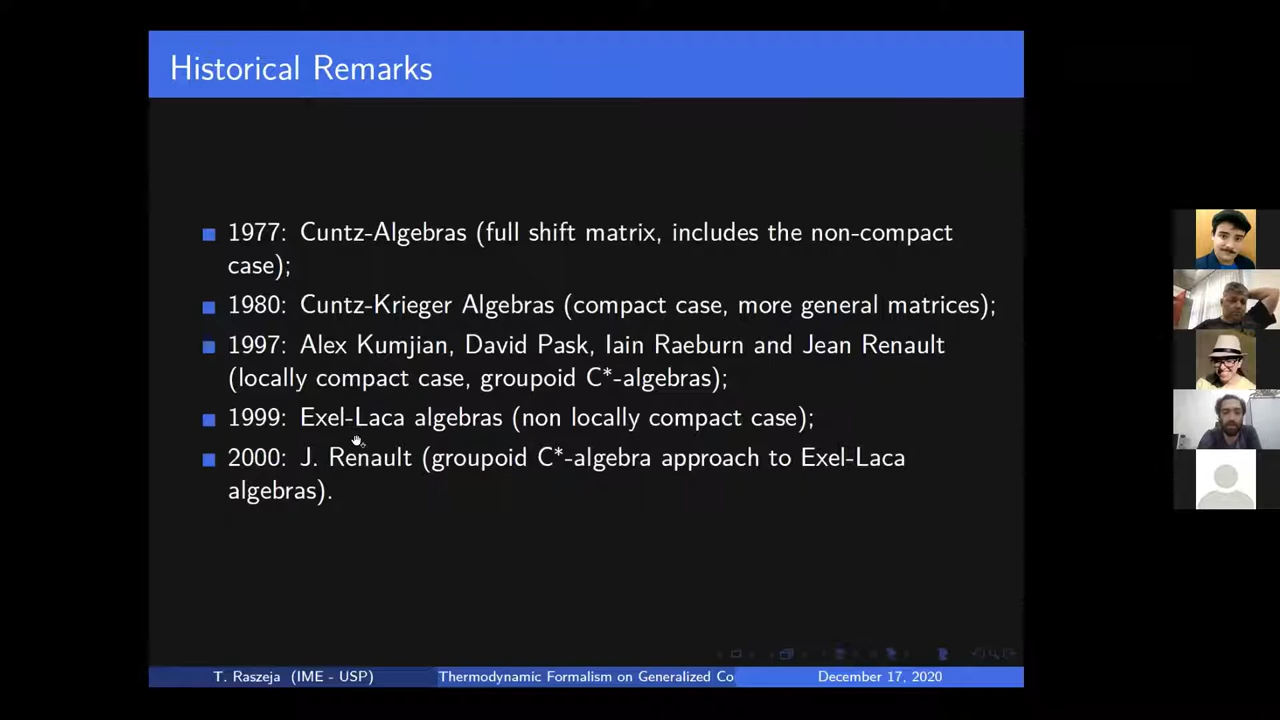 Historical Remarks
1977: Cuntz-Algebras (full shift matrix, includes the non-compact
case);
1980: Cuntz-Krieger Algebras (compact case, more general matrices);
1997: Alex Kumjian, David Pask, Iain Raeburn and Jean Renault
(locally compact case, groupoid C*-algebras);
1999: Exel-Laca algebras (non locally compact case);
2000: J. Renault (groupoid C*-algebra approach to Exel-Laca
algebras).
T. Raszeja (IME - USP) Thermodynamic Formalism on Generalized Co December 17, 2020